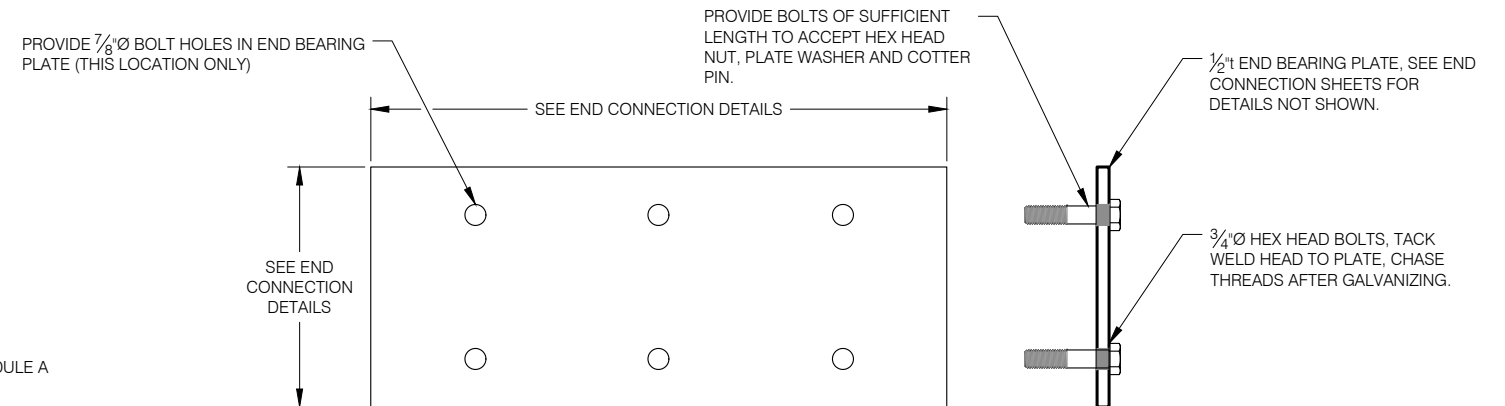 PROVIDE 7/8"Ø BOLT HOLES IN END BEARING
PLATE (THIS LOCATION ONLY)
PROVIDE BOLTS OF SUFFICIENT
LENGTH TO ACCEPT HEX HEAD
NUT, PLATE WASHER AND COTTER
PIN.
1/2"t END BEARING PLATE, SEE END
CONNECTION SHEETS FOR
DETAILS NOT SHOWN.
SEE END CONNECTION DETAILS
3/4"Ø HEX HEAD BOLTS, TACK
WELD HEAD TO PLATE, CHASE
THREADS AFTER GALVANIZING.
SEE END
CONNECTION
DETAILS
DULE A